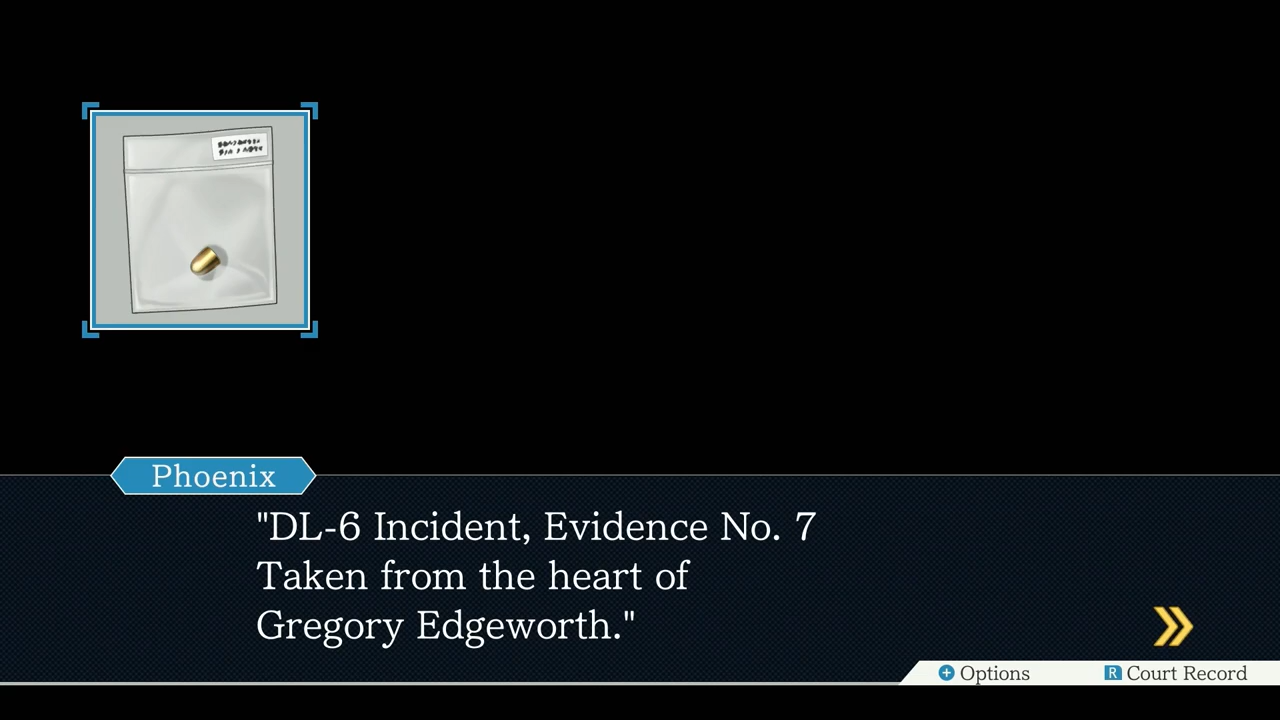 Phoenix
"DL-6 Incident, Evidence No. 7
Taken from the heart of
Gregory Edgeworth."
Options
R Court Record